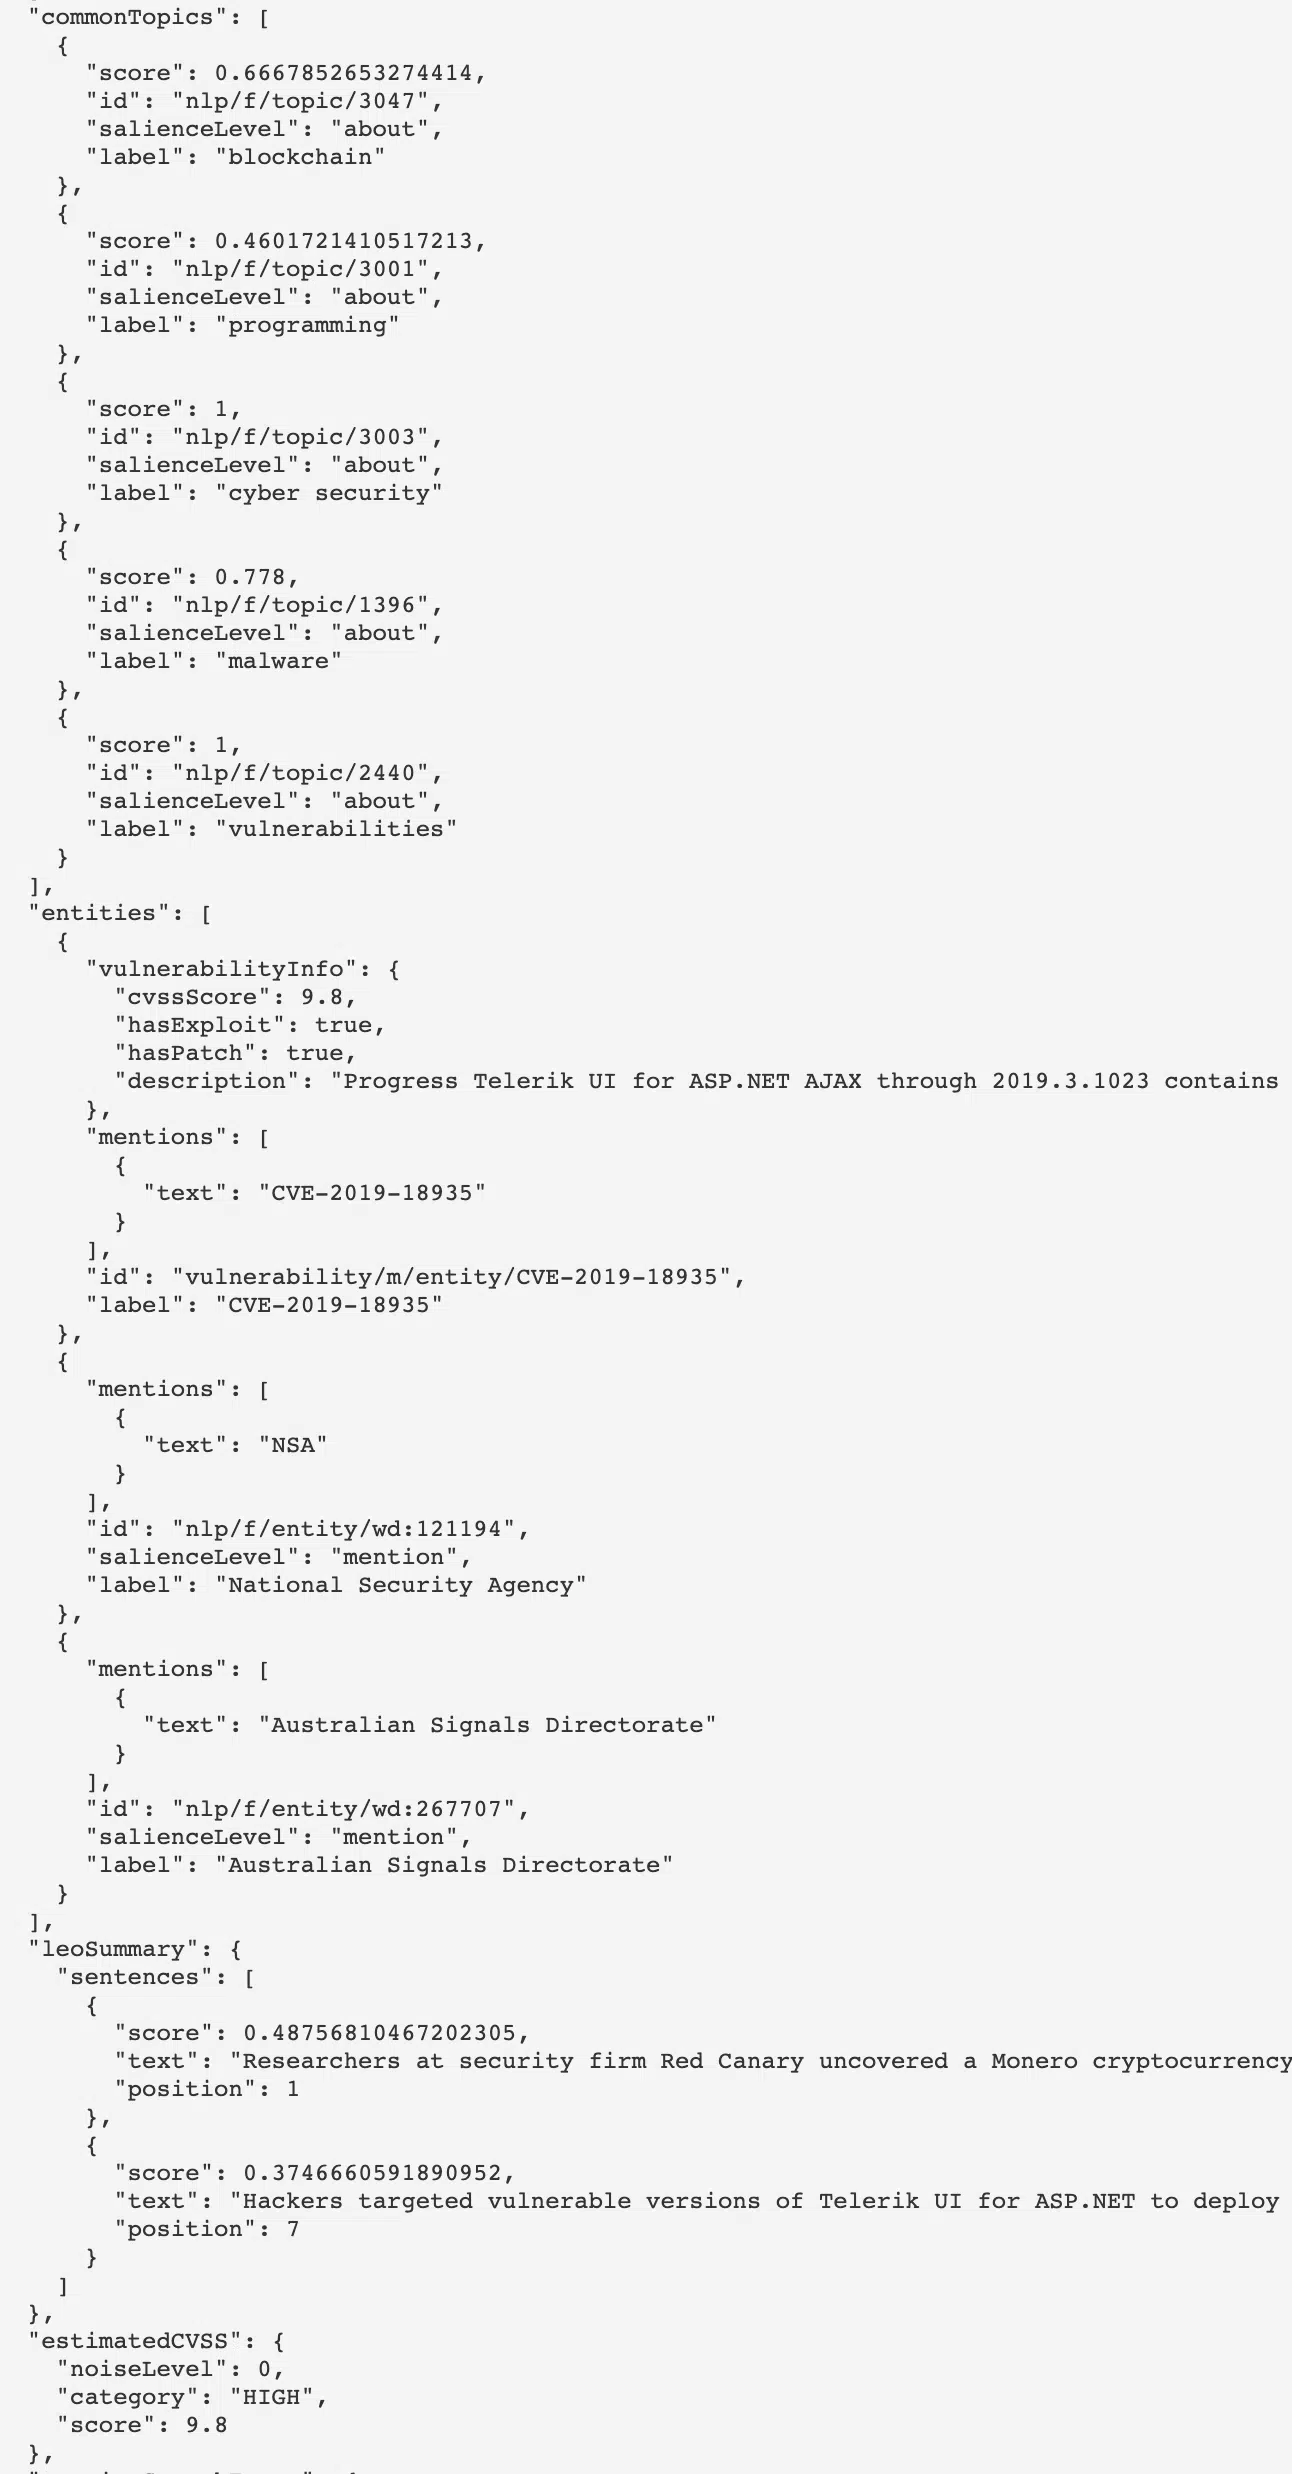 "commonTopics": [
{
"score": 0.6667852653274414,
"id": "nlp/f/topic/3047",
"salienceLevel": "about",
"label": "blockchain"
},
{
"score": 0.4601721410517213,
"id": "nlp/f/topic/3001",
"salienceLevel": "about",
"label": "programming"
},
{
"score": 1,
"id": "nlp/f/topic/3003",
"salienceLevel": "about",
"label": "cyber security"
},
{
"score": 0.778,
"id": "nlp/f/topic/1396",
"salienceLevel": "about",
"label": "malware"
},
{
"score": 1,
"id": "nlp/f/topic/2440",
"salienceLevel": "about",
"label": "vulnerabilities"
}
],
"entities": [
{
"vulnerabilityInfo": {
"cvssScore": 9.8,
"hasExploit": true,
"hasPatch": true,
"description": "Progress Telerik UI for ASP.NET AJAX through 2019.3.1023 contains
},
"mentions": [
{
"text": "CVE-2019-18935"
}
],
"id": "vulnerability/m/entity/CVE-2019-18935",
"label": "CVE-2019-18935"
},
{
"mentions": [
{
"text": "NSA"
}
],
"id": "nlp/f/entity/wd:121194",
"salienceLevel": "mention",
"label": "National Security Agency"
},
{
"mentions": [
{
"text": "Australian Signals Directorate"
}
],
"id": "nlp/f/entity/wd:267707",
"salienceLevel": "mention",
"label": "Australian Signals Directorate"
}
],
"leoSummary": {
"sentences": [
{
"score": 0.48756810467202305,
"text": "Researchers at security firm Red Canary uncovered a Monero cryptocurrency
"position": 1
},
{
"score": 0.3746660591890952,
"text": "Hackers targeted vulnerable versions of Telerik UI for ASP.NET to deploy
"position": 7
}
]
},
"estimatedCVSS": {
"noiseLevel": 0,
"category": "HIGH",
"score": 9.8
},